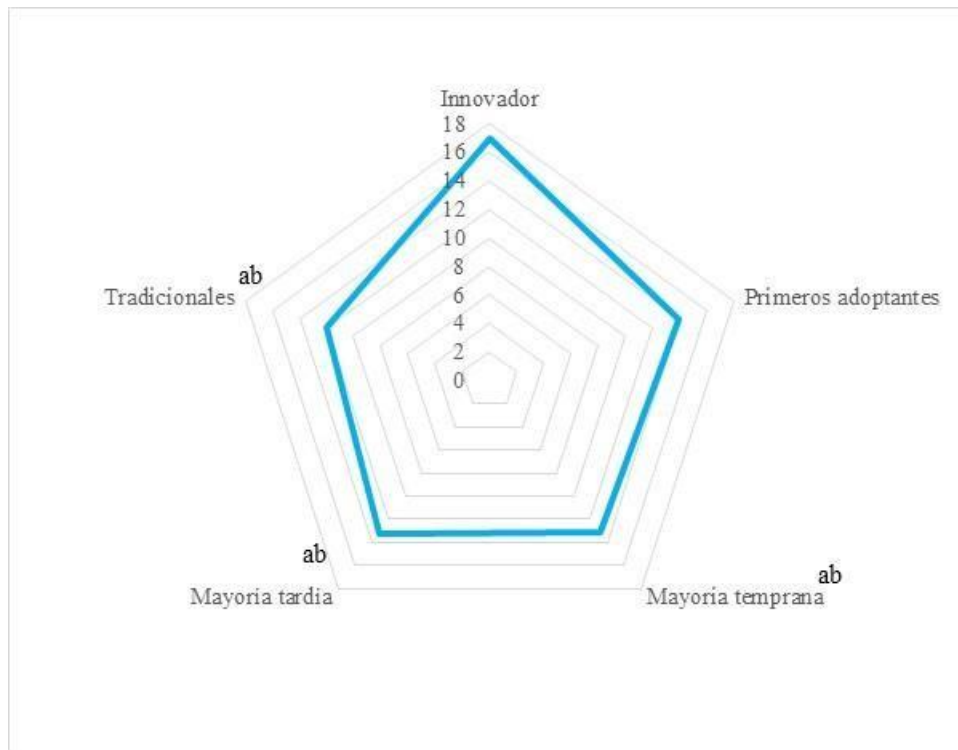 Innovador
18
16
14
12
10
8
6
4
2
0
ab
Tradicionales
Primeros adoptantes
ab
Mayoria tardia
ab
Mayoría temprana